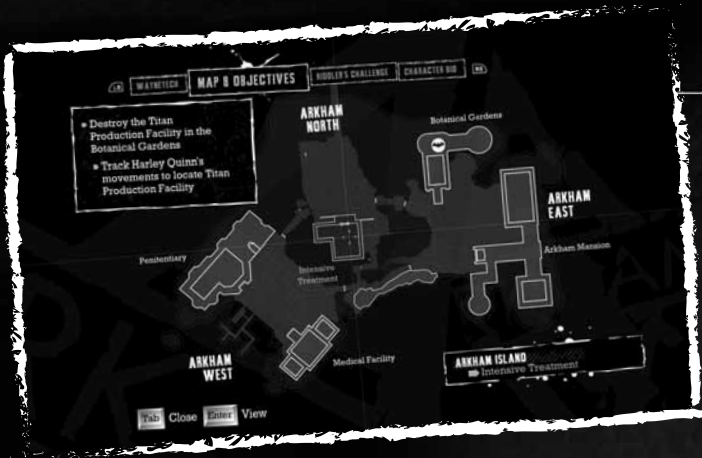 LB
WAYNETECH
MAP & OBJECTIVES
RIDDLER'S CHALLENGE
CHARACTER BIO
RB
Destroy the Titan
Production Facility in the
Botanical Gardens
Track Harley Quinn's
movements to locate Titan
Production Facility
ARKHAM
NORTH
Botanical Gardens
ARKHAM
EAST
Arkham Mansion
Penitentiary
Intensive
Treatment
ARKHAM
WEST
Medical Facility
ARKHAM ISLAND
Intensive Treatment
Tab Close Enter View